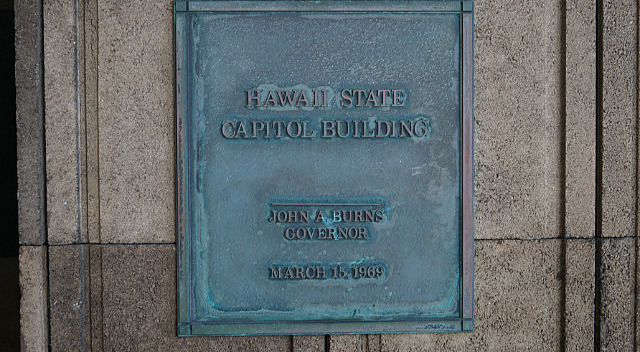 HAWAII STATE
CAPITOL BUILDING
JOHN A. BURNS
GOVERNOR
MARCH 15, 1969